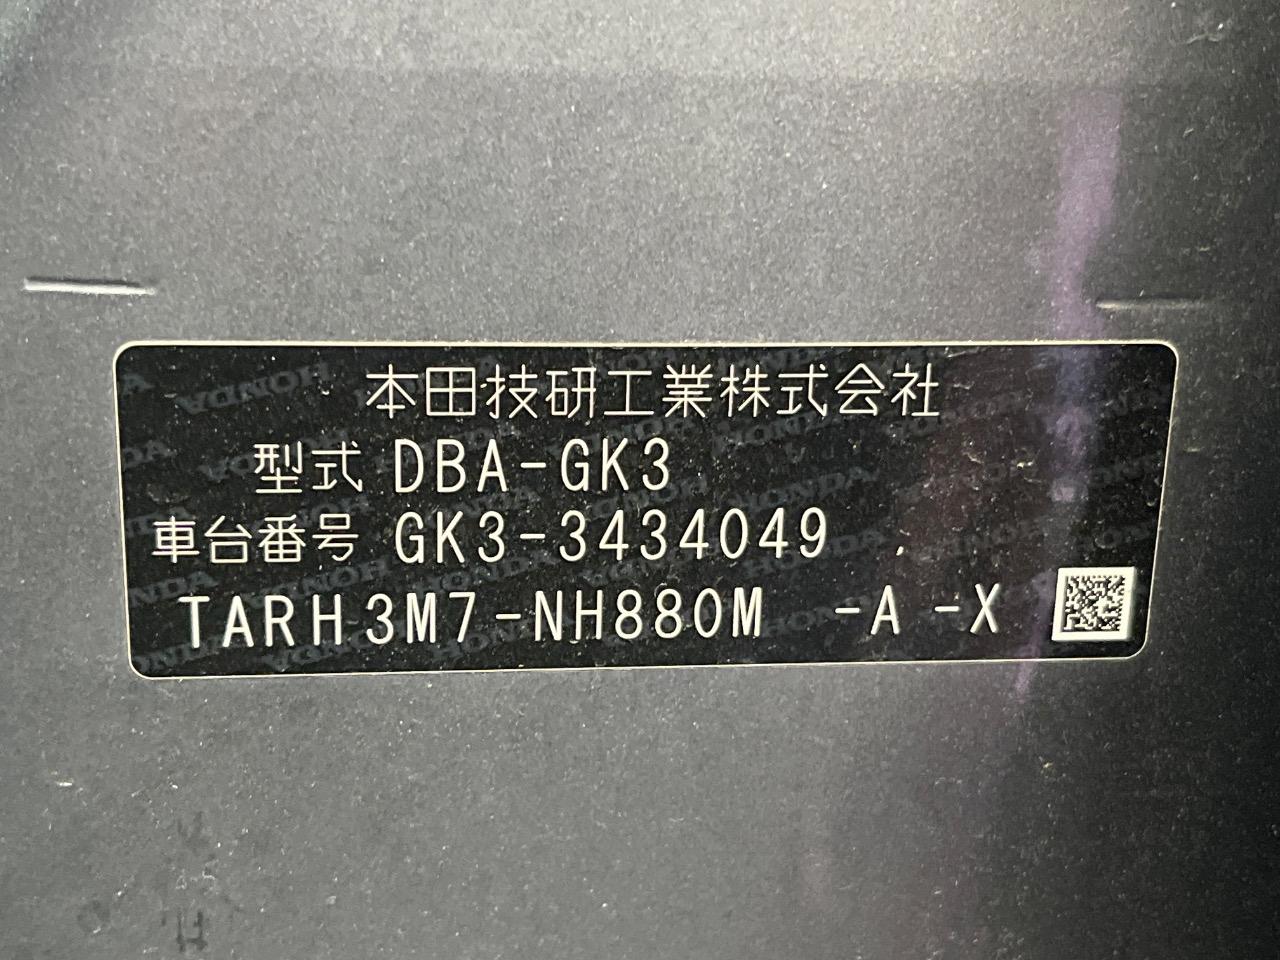 本田技研工業株式会社
型式 DBA-GK3
車台番号 GK3-3434049
TARH3M7-NH880M -A -X